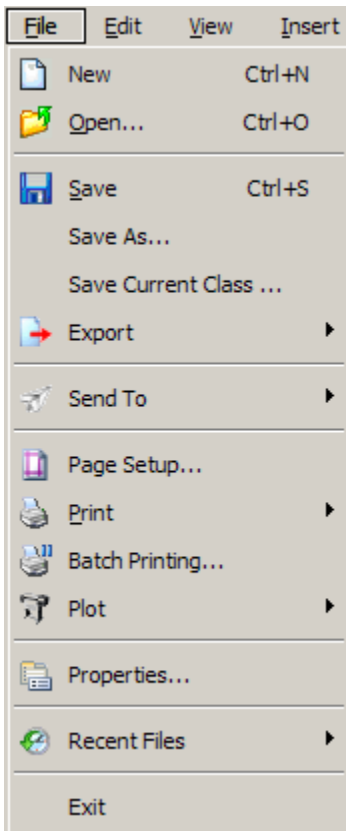 File Edit View Insert
New Ctrl+N
Open... Ctrl+O
Save Ctrl+S
Save As...
Save Current Class ...
Export
Send To
Page Setup...
Print
Batch Printing...
Plot
Properties...
Recent Files
Exit